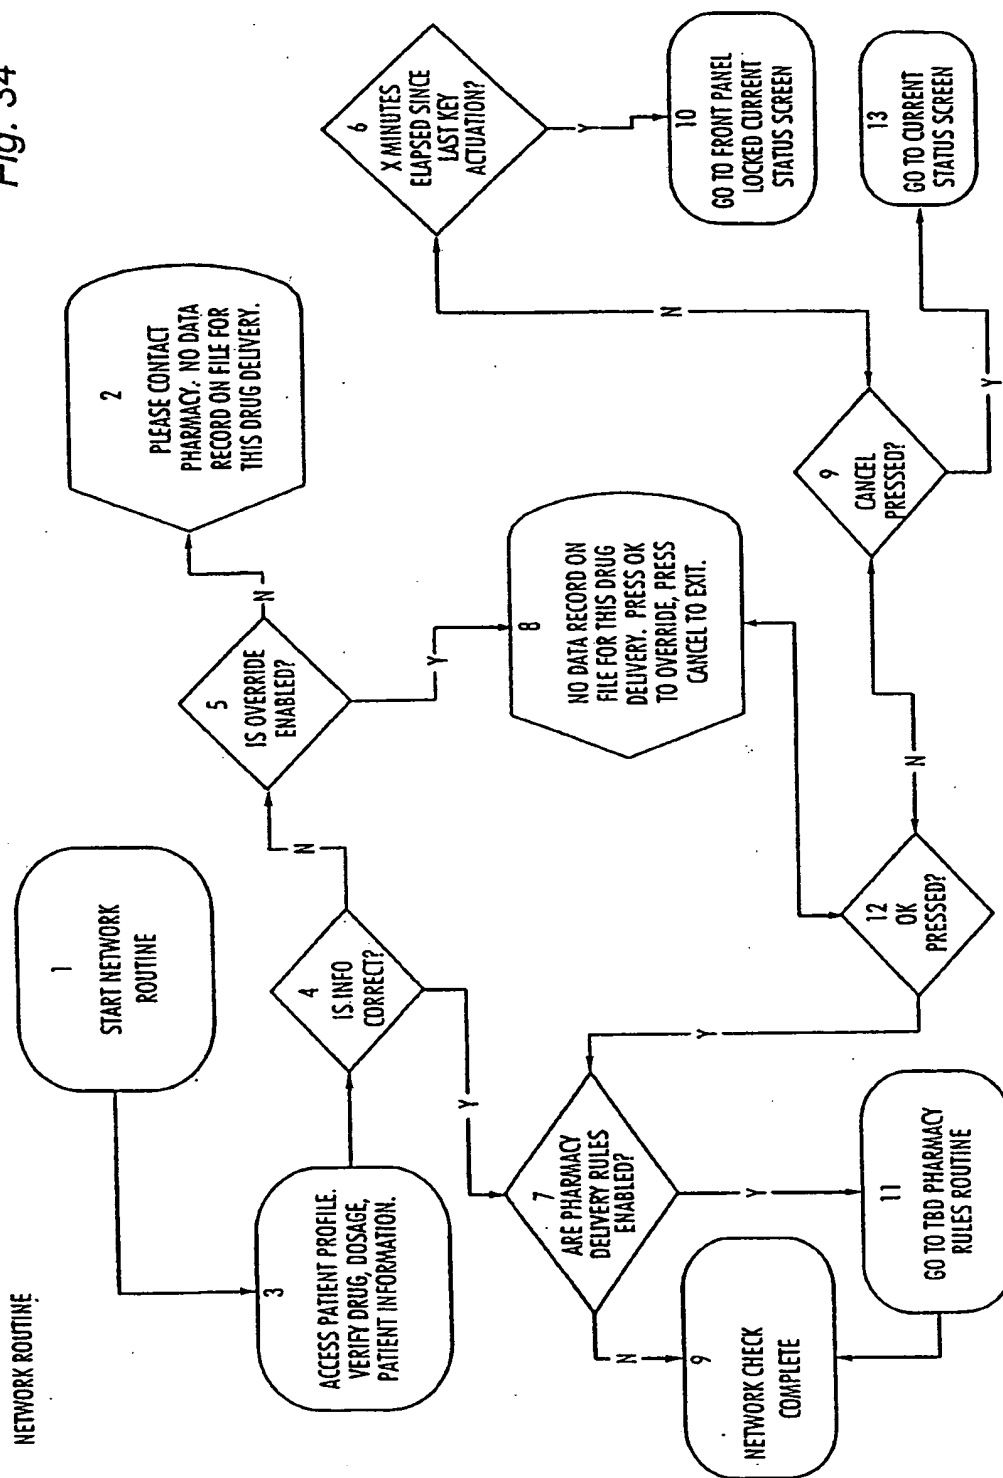 Fig. 34
NETWORK ROUTINE
1
START NETWORK
ROUTINE
2
PLEASE CONTACT
PHARMACY. NO DATA
RECORD ON FILE FOR
THIS DRUG DELIVERY.
3
ACCESS PATIENT PROFILE.
VERIFY DRUG, DOSAGE,
PATIENT INFORMATION.
4
IS INFO
CORRECT?
N
Y
5
IS OVERRIDE
ENABLED?
N
Y
6
X MINUTES
ELAPSED SINCE
LAST KEY
ACTUATION?
Y
N
7
ARE PHARMACY
DELIVERY RULES
ENABLED?
N
Y
8
NO DATA RECORD ON
FILE FOR THIS DRUG
DELIVERY. PRESS OK
TO OVERRIDE, PRESS
CANCEL TO EXIT.
9
CANCEL
PRESSED?
Y
N
9
NETWORK CHECK
COMPLETE
10
GO TO FRONT PANEL
LOCKED CURRENT
STATUS SCREEN
11
GO TO TBD PHARMACY
RULES ROUTINE
12
OK
PRESSED?
Y
13
GO TO CURRENT
STATUS SCREEN